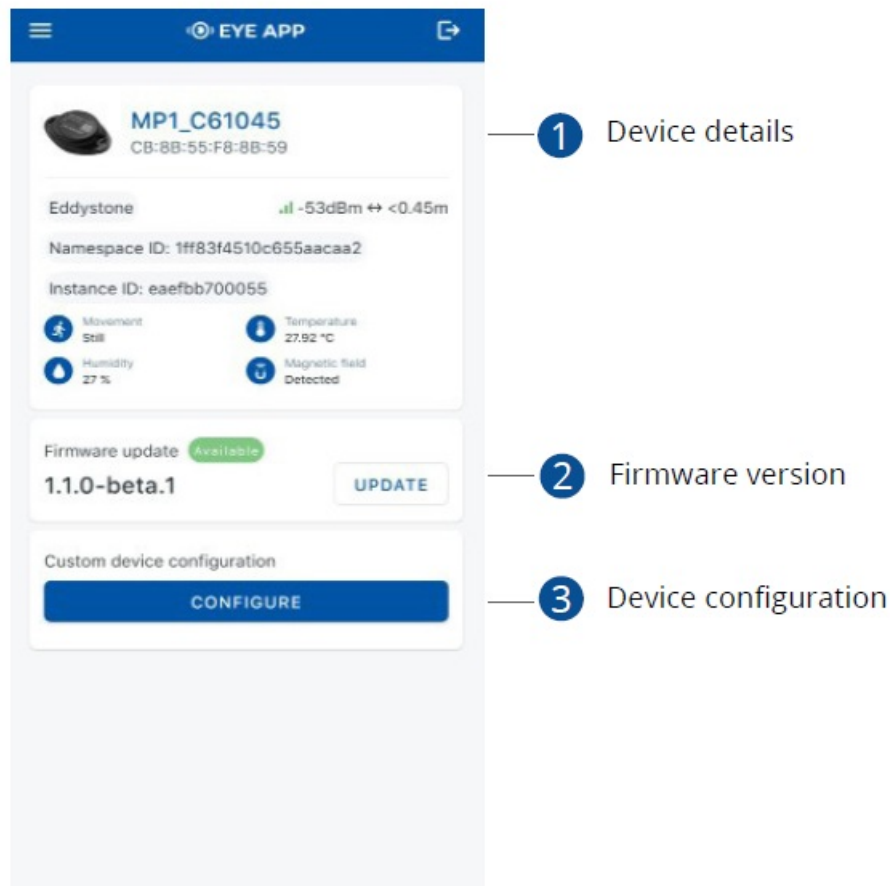 EYE APP
MP1_C61045
CB:8B:55:F8:8B:59
1 Device details
Eddystone -53dBm ↔ <0.45m
Namespace ID: 1ff83f4510c655aacaa2
Instance ID: eaefbb700055
Movement Temperature
Still 27.92 °C
Humidity Magnetic field
27 % Detected
Firmware update Available
1.1.0-beta.1 UPDATE
2 Firmware version
Custom device configuration
CONFIGURE
3 Device configuration